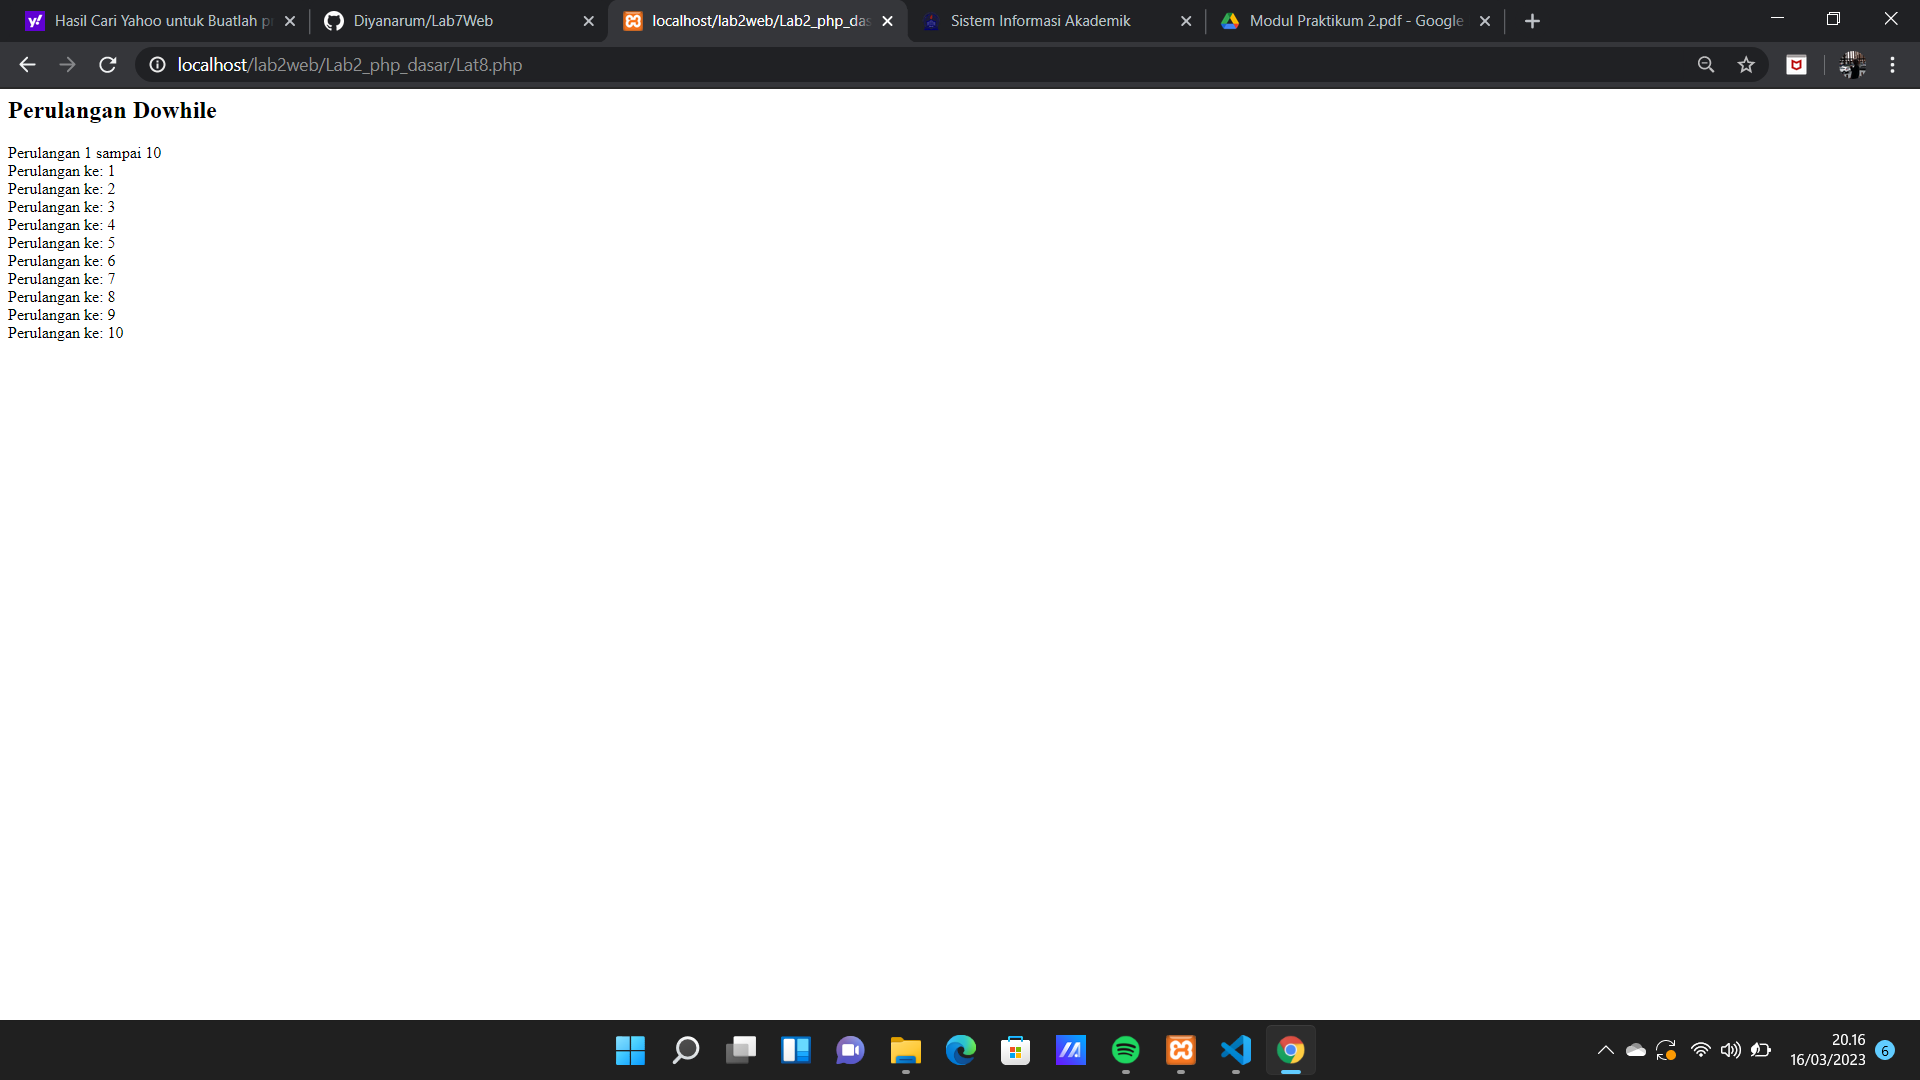 Hasil Cari Yahoo untuk Buatlah p
Diyanarum/Lab7Web
localhost/lab2web/Lab2_php_das
Sistem Informasi Akademik
Modul Praktikum 2.pdf - Google
localhost/lab2web/Lab2_php_dasar/Lat8.php
Perulangan Dowhile
Perulangan 1 sampai 10
Perulangan ke: 1
Perulangan ke: 2
Perulangan ke: 3
Perulangan ke: 4
Perulangan ke: 5
Perulangan ke: 6
Perulangan ke: 7
Perulangan ke: 8
Perulangan ke: 9
Perulangan ke: 10
20.16
16/03/2023
6